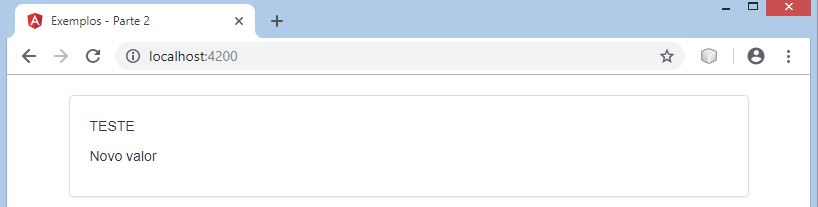 Exemplos - Parte 2
localhost:4200
TESTE
Novo valor